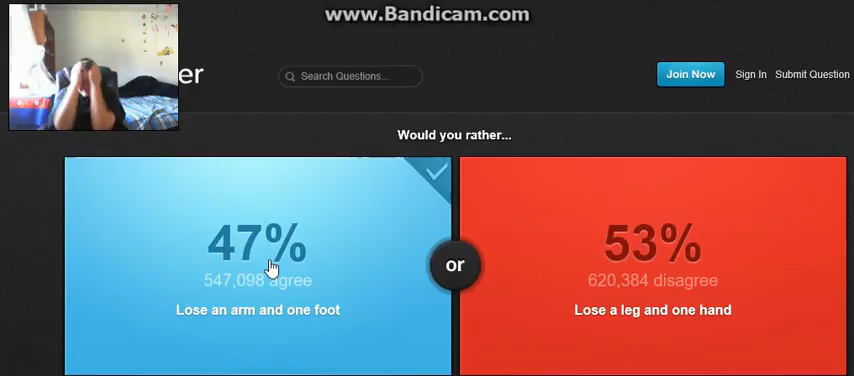 www.Bandicam.com
er
Search Questions...
Join Now
Sign In
Submit Question
Would you rather...
47%
547,098 agree
Lose an arm and one foot
or
53%
620,384 disagree
Lose a leg and one hand